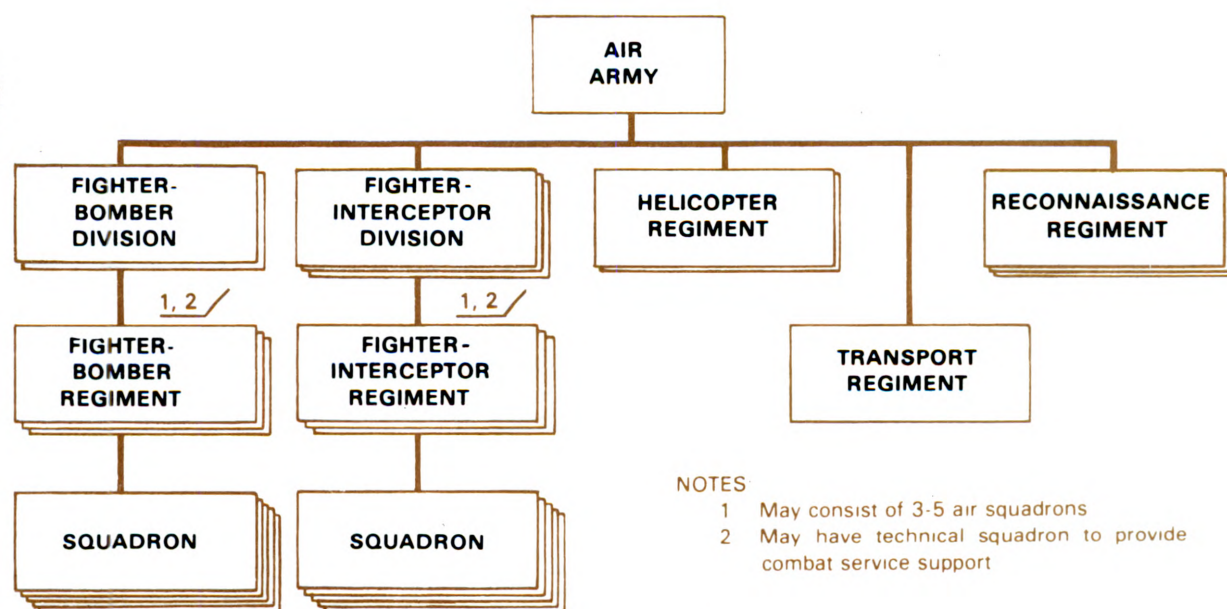 AIR
ARMY
FIGHTER-
BOMBER
DIVISION
FIGHTER-
INTERCEPTOR
DIVISION
HELICOPTER
REGIMENT
RECONNAISSANCE
REGIMENT
1, 2
1, 2
FIGHTER-
BOMBER
REGIMENT
FIGHTER-
INTERCEPTOR
REGIMENT
TRANSPORT
REGIMENT
SQUADRON
SQUADRON
NOTES
1 May consist of 3-5 air squadrons
2 May have technical squadron to provide
combat service support